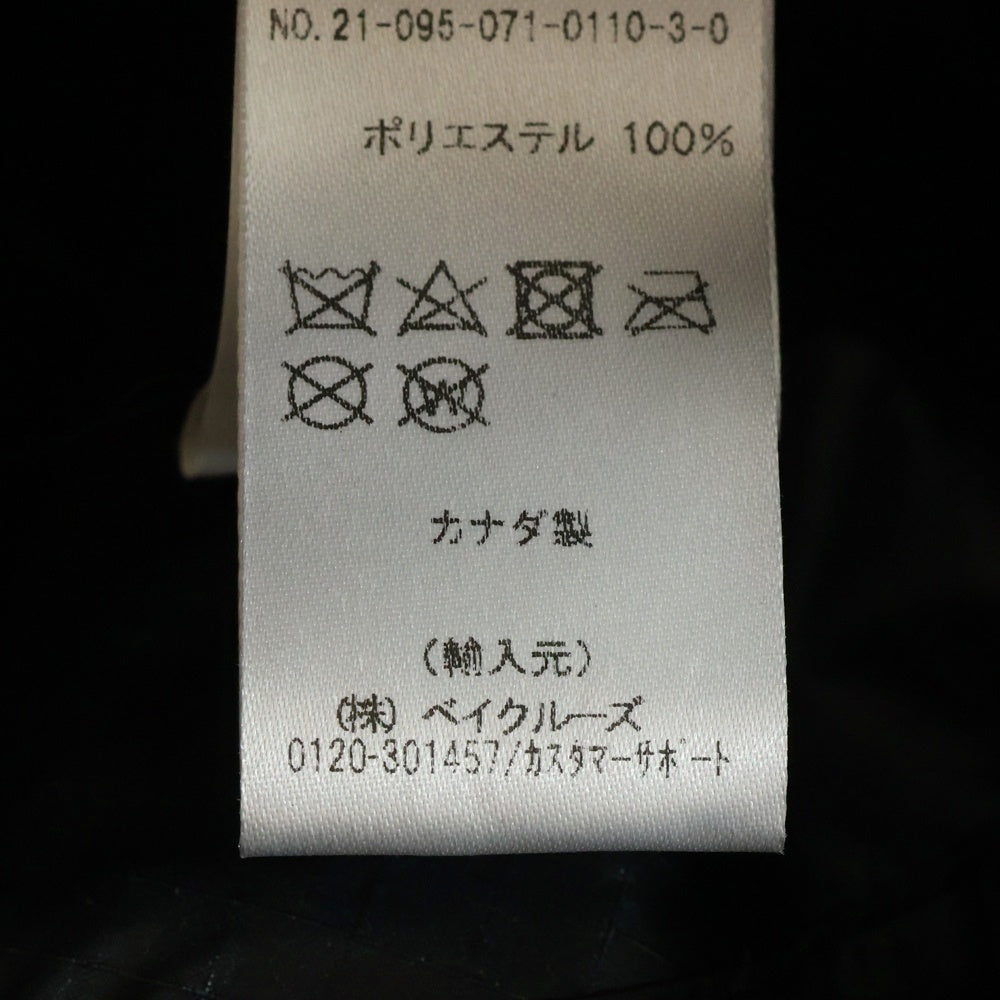 NO. 21-095-071-0110-3-0
ポリエステル 100%
W
カナダ製
(輸入元)
(株) ベイクルーズ
0120-301457/カスタマーサポート